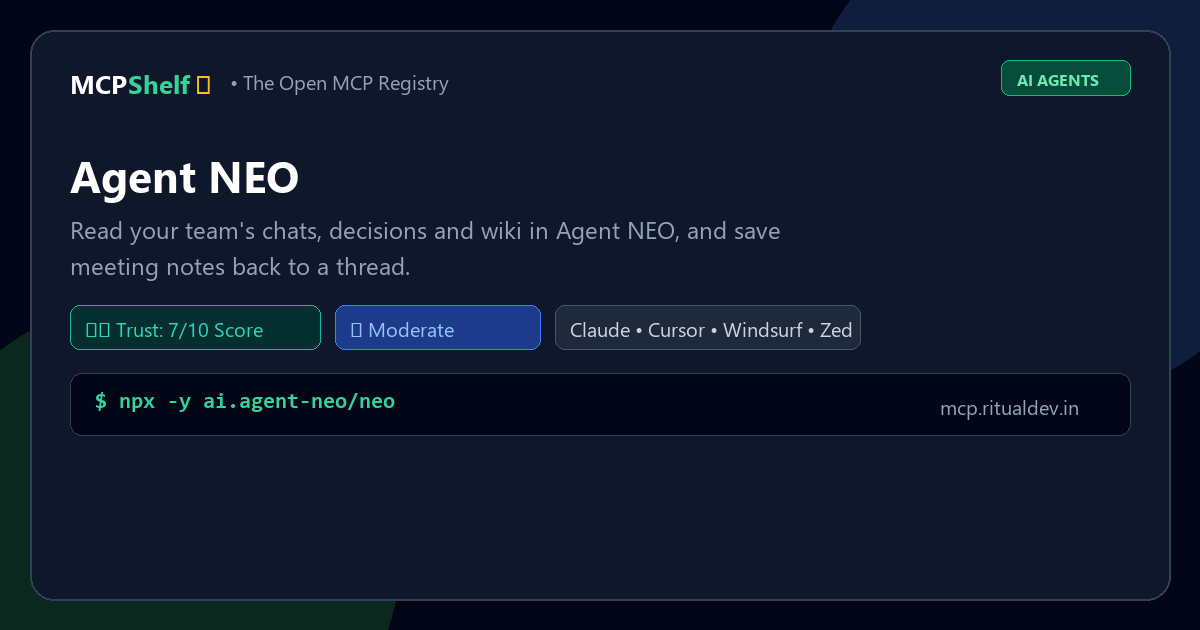 MCPShelf • The Open MCP Registry
AI AGENTS
Agent NEO
Read your team's chats, decisions and wiki in Agent NEO, and save
meeting notes back to a thread.
Trust: 7/10 Score
Moderate
Claude • Cursor • Windsurf • Zed
$ npx -y ai.agent-neo/neo
mcp.ritualdev.in